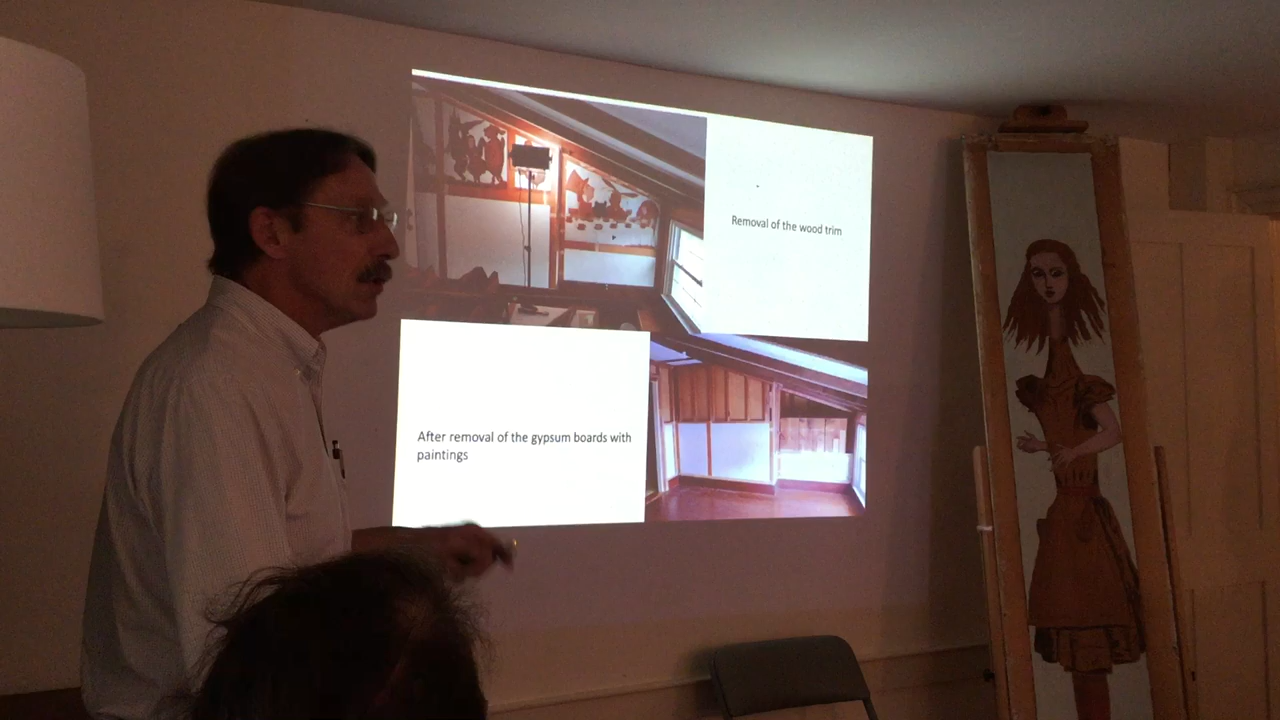 Removal of the wood trim
After removal of the gypsum boards with
paintings